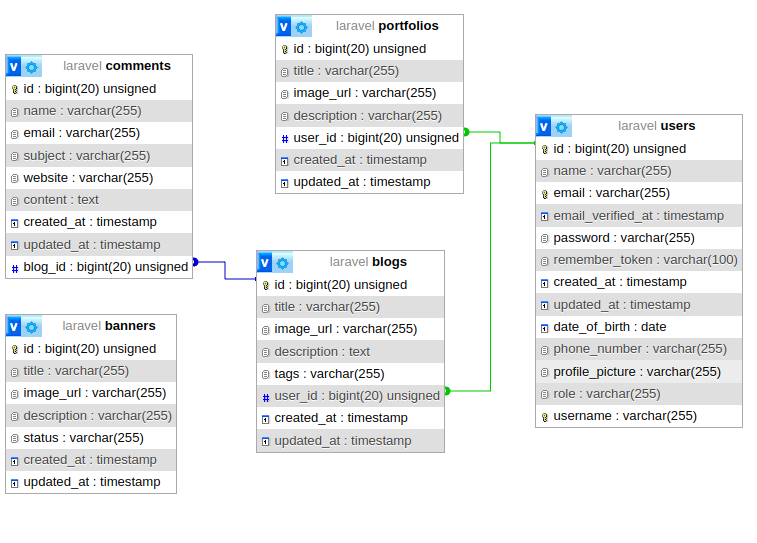 v laravel portfolios
id : bigint(20) unsigned
title : varchar(255)
image_url : varchar(255)
description : varchar(255)
# user_id : bigint(20) unsigned
created_at : timestamp
updated_at : timestamp
v laravel comments
id : bigint(20) unsigned
name : varchar(255)
email : varchar(255)
subject : varchar(255)
website : varchar(255)
content : text
created_at : timestamp
updated_at : timestamp
# blog_id : bigint(20) unsigned
v laravel users
id : bigint(20) unsigned
name : varchar(255)
email : varchar(255)
email_verified_at : timestamp
password : varchar(255)
remember_token : varchar(100)
created_at : timestamp
updated_at : timestamp
date_of_birth : date
phone_number : varchar(255)
profile_picture : varchar(255)
role : varchar(255)
username : varchar(255)
v laravel blogs
id : bigint(20) unsigned
title : varchar(255)
image_url : varchar(255)
description : text
tags : varchar(255)
# user_id : bigint(20) unsigned
created_at : timestamp
updated_at : timestamp
v laravel banners
id : bigint(20) unsigned
title : varchar(255)
image_url : varchar(255)
description : varchar(255)
status : varchar(255)
created_at : timestamp
updated_at : timestamp